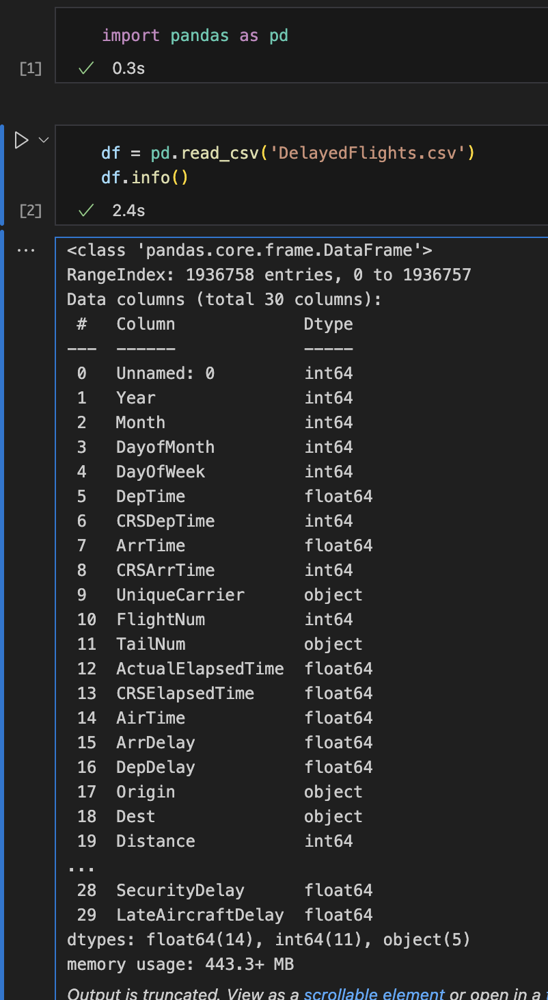 import pandas as pd
[1]
0.3s
df = pd.read_csv('DelayedFlights.csv')
df.info()
[2]
2.4s
...
<class 'pandas.core.frame.DataFrame'>
RangeIndex: 1936758 entries, 0 to 1936757
Data columns (total 30 columns):
 #   Column             Dtype
---  ------             -----
 0   Unnamed: 0         int64
 1   Year               int64
 2   Month              int64
 3   DayofMonth         int64
 4   DayOfWeek          int64
 5   DepTime            float64
 6   CRSDepTime         int64
 7   ArrTime            float64
 8   CRSArrTime         int64
 9   UniqueCarrier      object
 10  FlightNum          int64
 11  TailNum            object
 12  ActualElapsedTime  float64
 13  CRSElapsedTime     float64
 14  AirTime            float64
 15  ArrDelay           float64
 16  DepDelay           float64
 17  Origin             object
 18  Dest               object
 19  Distance           int64
...
 28  SecurityDelay      float64
 29  LateAircraftDelay  float64
dtypes: float64(14), int64(11), object(5)
memory usage: 443.3+ MB
Output is truncated. View as a scrollable element or open in a